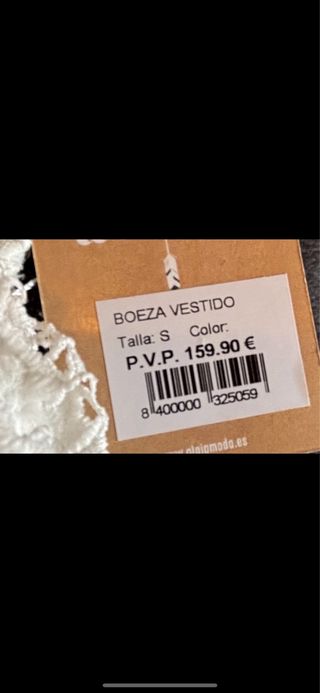 BOEZA VESTIDO
Talla: S Color:
P.V.P. 159.90 €
8 400000 325059